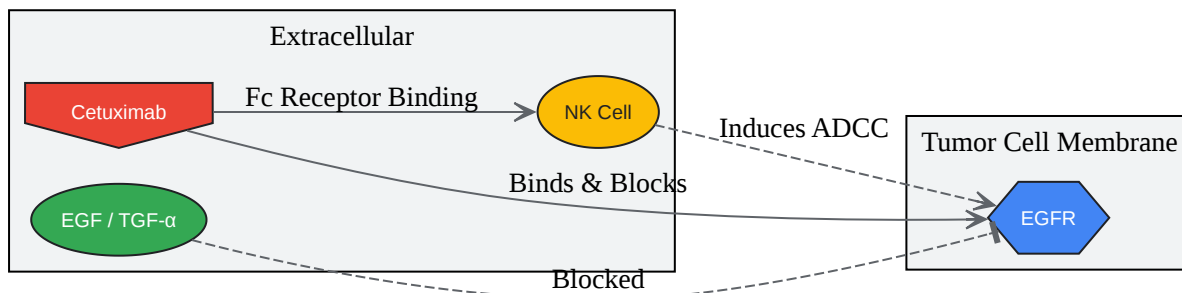 Extracellular
Cetuximab
Fc Receptor Binding
NK Cell
Induces ADCC
Tumor Cell Membrane
Binds & Blocks
EGF / TGF-α
EGFR
Blocked